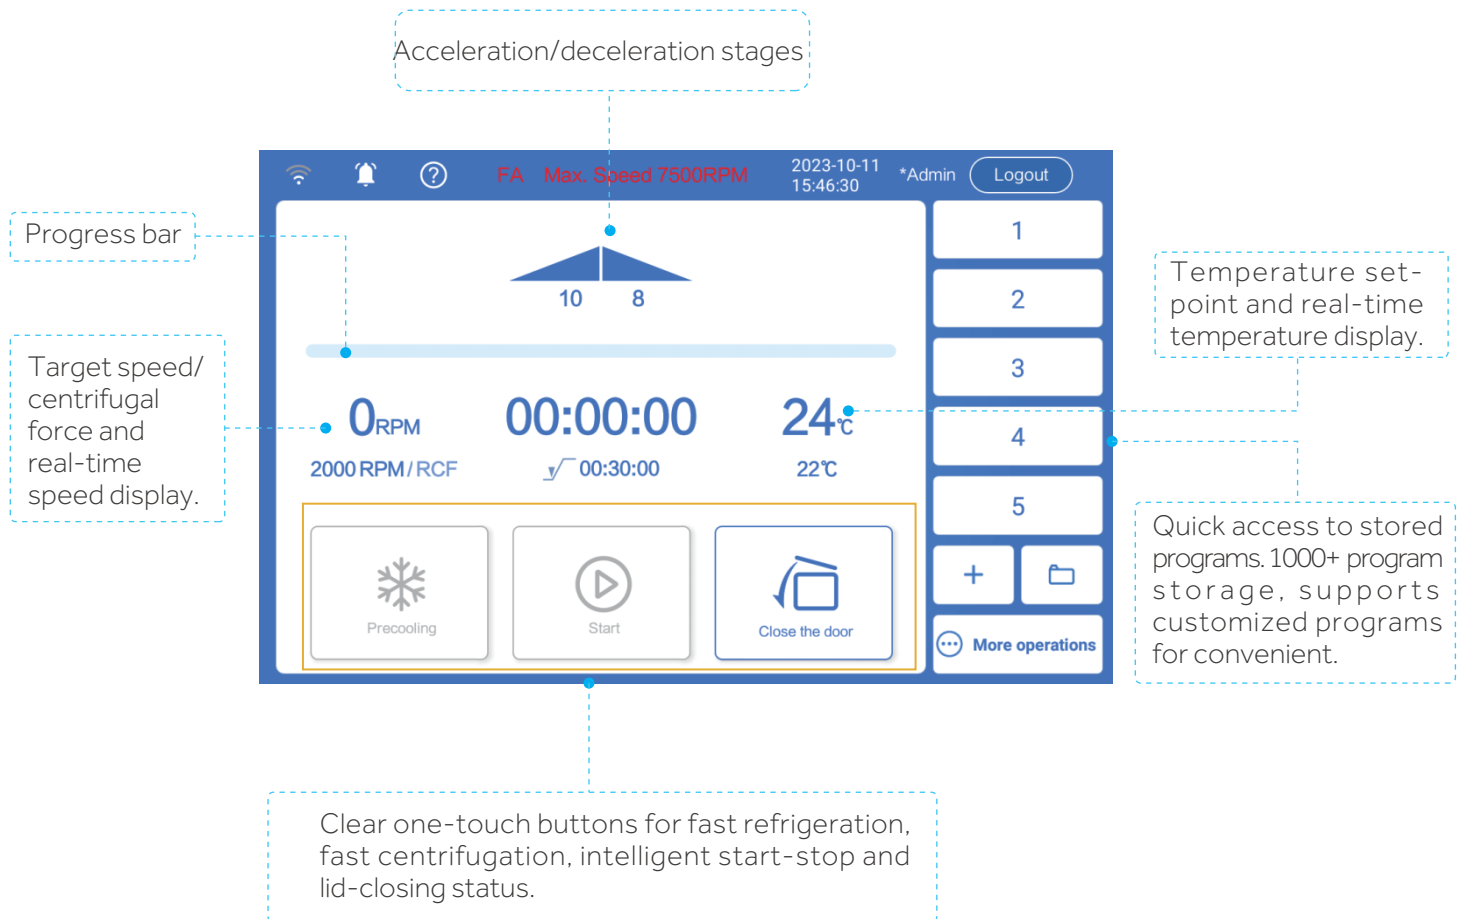 Acceleration/deceleration stages
FA Max. Speed 7500RPM
2023-10-11
15:46:30
*Admin
Logout
Progress bar
10 8
Target speed/
centrifugal
force and
real-time
speed display.
0RPM
2000 RPM/RCF
00:00:00
00:30:00
24℃
22℃
Precooling
Start
Close the door
1
2
3
4
5
+
More operations
Temperature set-
point and real-time
temperature display.
Quick access to stored
programs. 1000+ program
storage, supports
customized programs
for convenient.
Clear one-touch buttons for fast refrigeration,
fast centrifugation, intelligent start-stop and
lid-closing status.